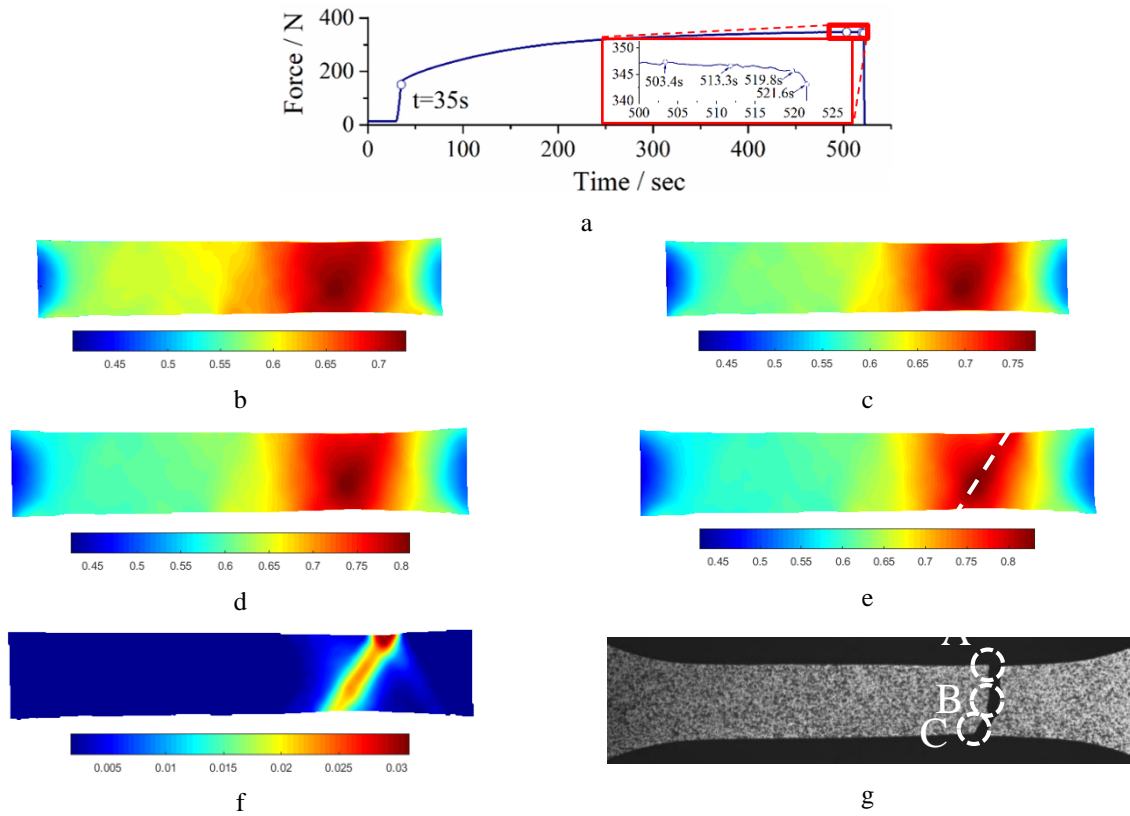 Force / N
400
200
0
t=35s
350
345
340
503.4s
513.3s
519.8s
521.6s
500 505 510 515 520 525
0 100 200 300 400 500
Time / sec
a
0.45 0.5 0.55 0.6 0.65 0.7
b
0.45 0.5 0.55 0.6 0.65 0.7 0.75
c
0.45 0.5 0.55 0.6 0.65 0.7 0.75 0.8
d
0.45 0.5 0.55 0.6 0.65 0.7 0.75 0.8
e
0.005 0.01 0.015 0.02 0.025 0.03
f
A
B
C
g